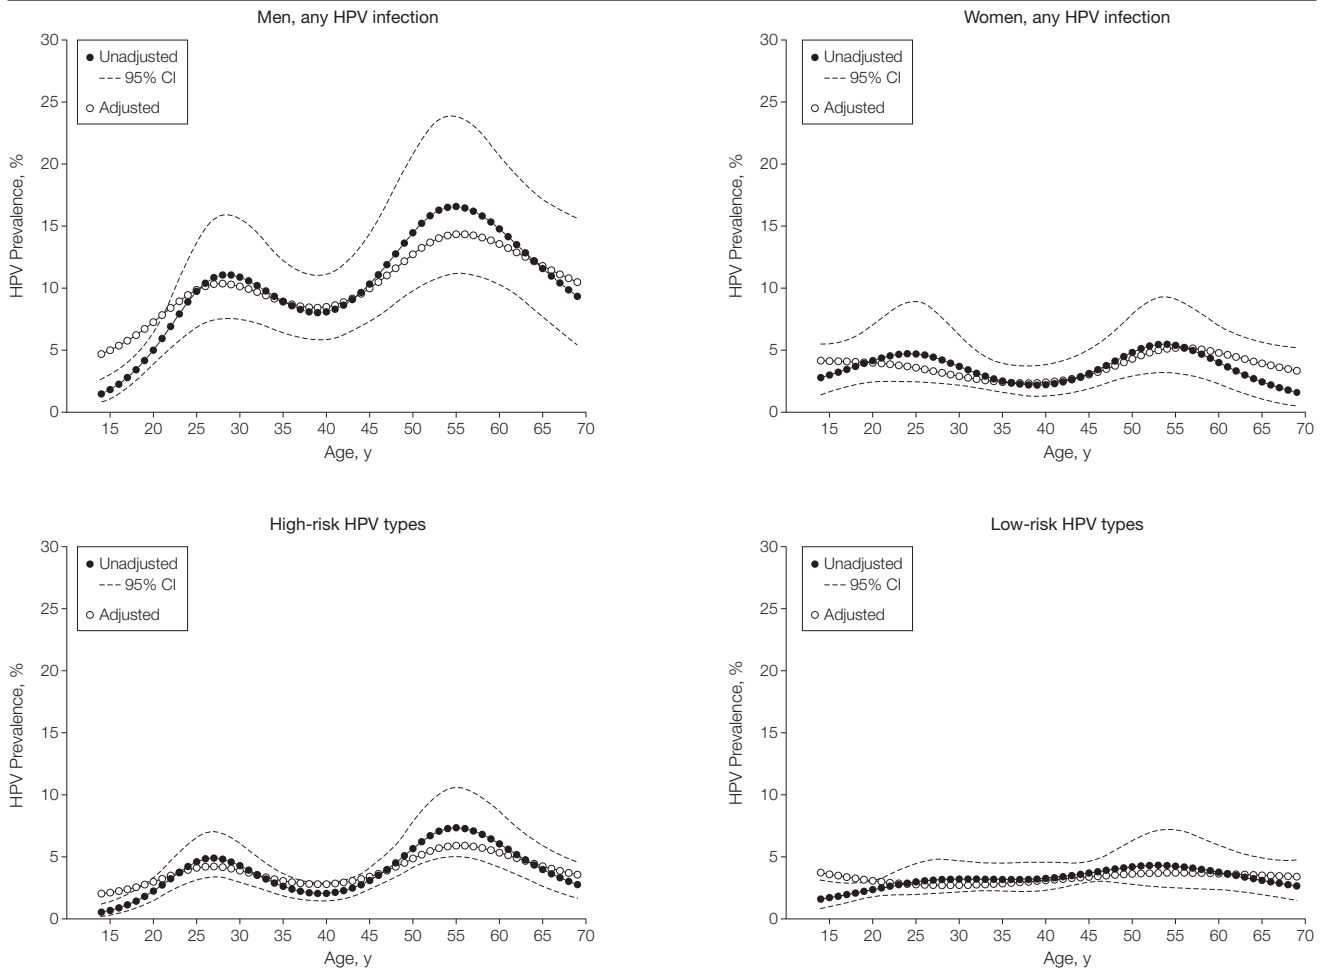 Men, any HPV infection
30
25
20
15
10
5
0
HPV Prevalence, %
Unadjusted
95% CI
Adjusted
15 20 25 30 35 40 45 50 55 60 65 70
Age, y
Women, any HPV infection
30
25
20
15
10
5
0
HPV Prevalence, %
Unadjusted
95% CI
Adjusted
15 20 25 30 35 40 45 50 55 60 65 70
Age, y
High-risk HPV types
30
25
20
15
10
5
0
HPV Prevalence, %
Unadjusted
95% CI
Adjusted
15 20 25 30 35 40 45 50 55 60 65 70
Age, y
Low-risk HPV types
30
25
20
15
10
5
0
HPV Prevalence, %
Unadjusted
95% CI
Adjusted
15 20 25 30 35 40 45 50 55 60 65 70
Age, y